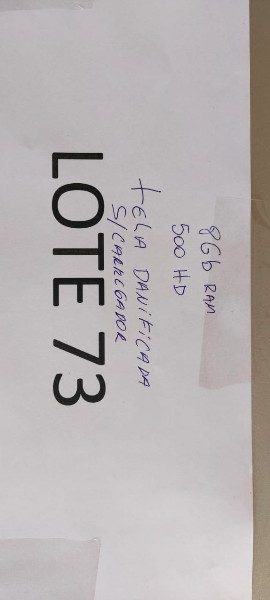 8Gb RAM
500 HD
tELA DANiFiCADA
S/CARREGADOR
LOTE 73